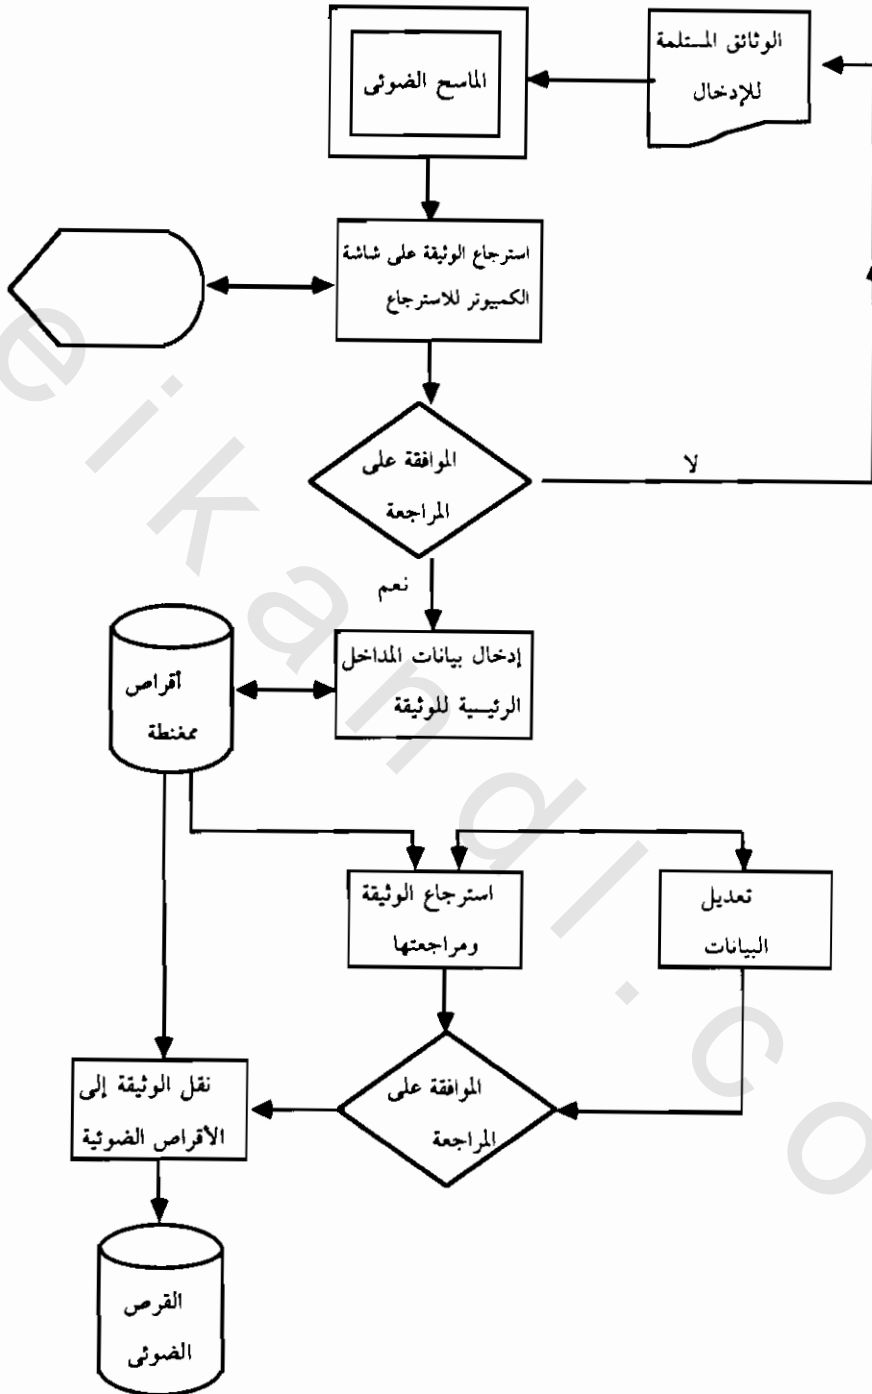 الوثائق المستلمة
للإدخال
الماسح الضوئى
استرجاع الوثيقة على شاشة
الكمبيوتر للاسترجاع
الموافقة على
المراجعة
لا
نعم
إدخال بيانات المداخل
الرئيسية للوثيقة
أقراص
ممغنطة
استرجاع الوثيقة
ومراجعتها
تعديل
البيانات
الموافقة على
المراجعة
نقل الوثيقة إلى
الأقراص الضوئية
القرص
الضوئى
eikandl.co